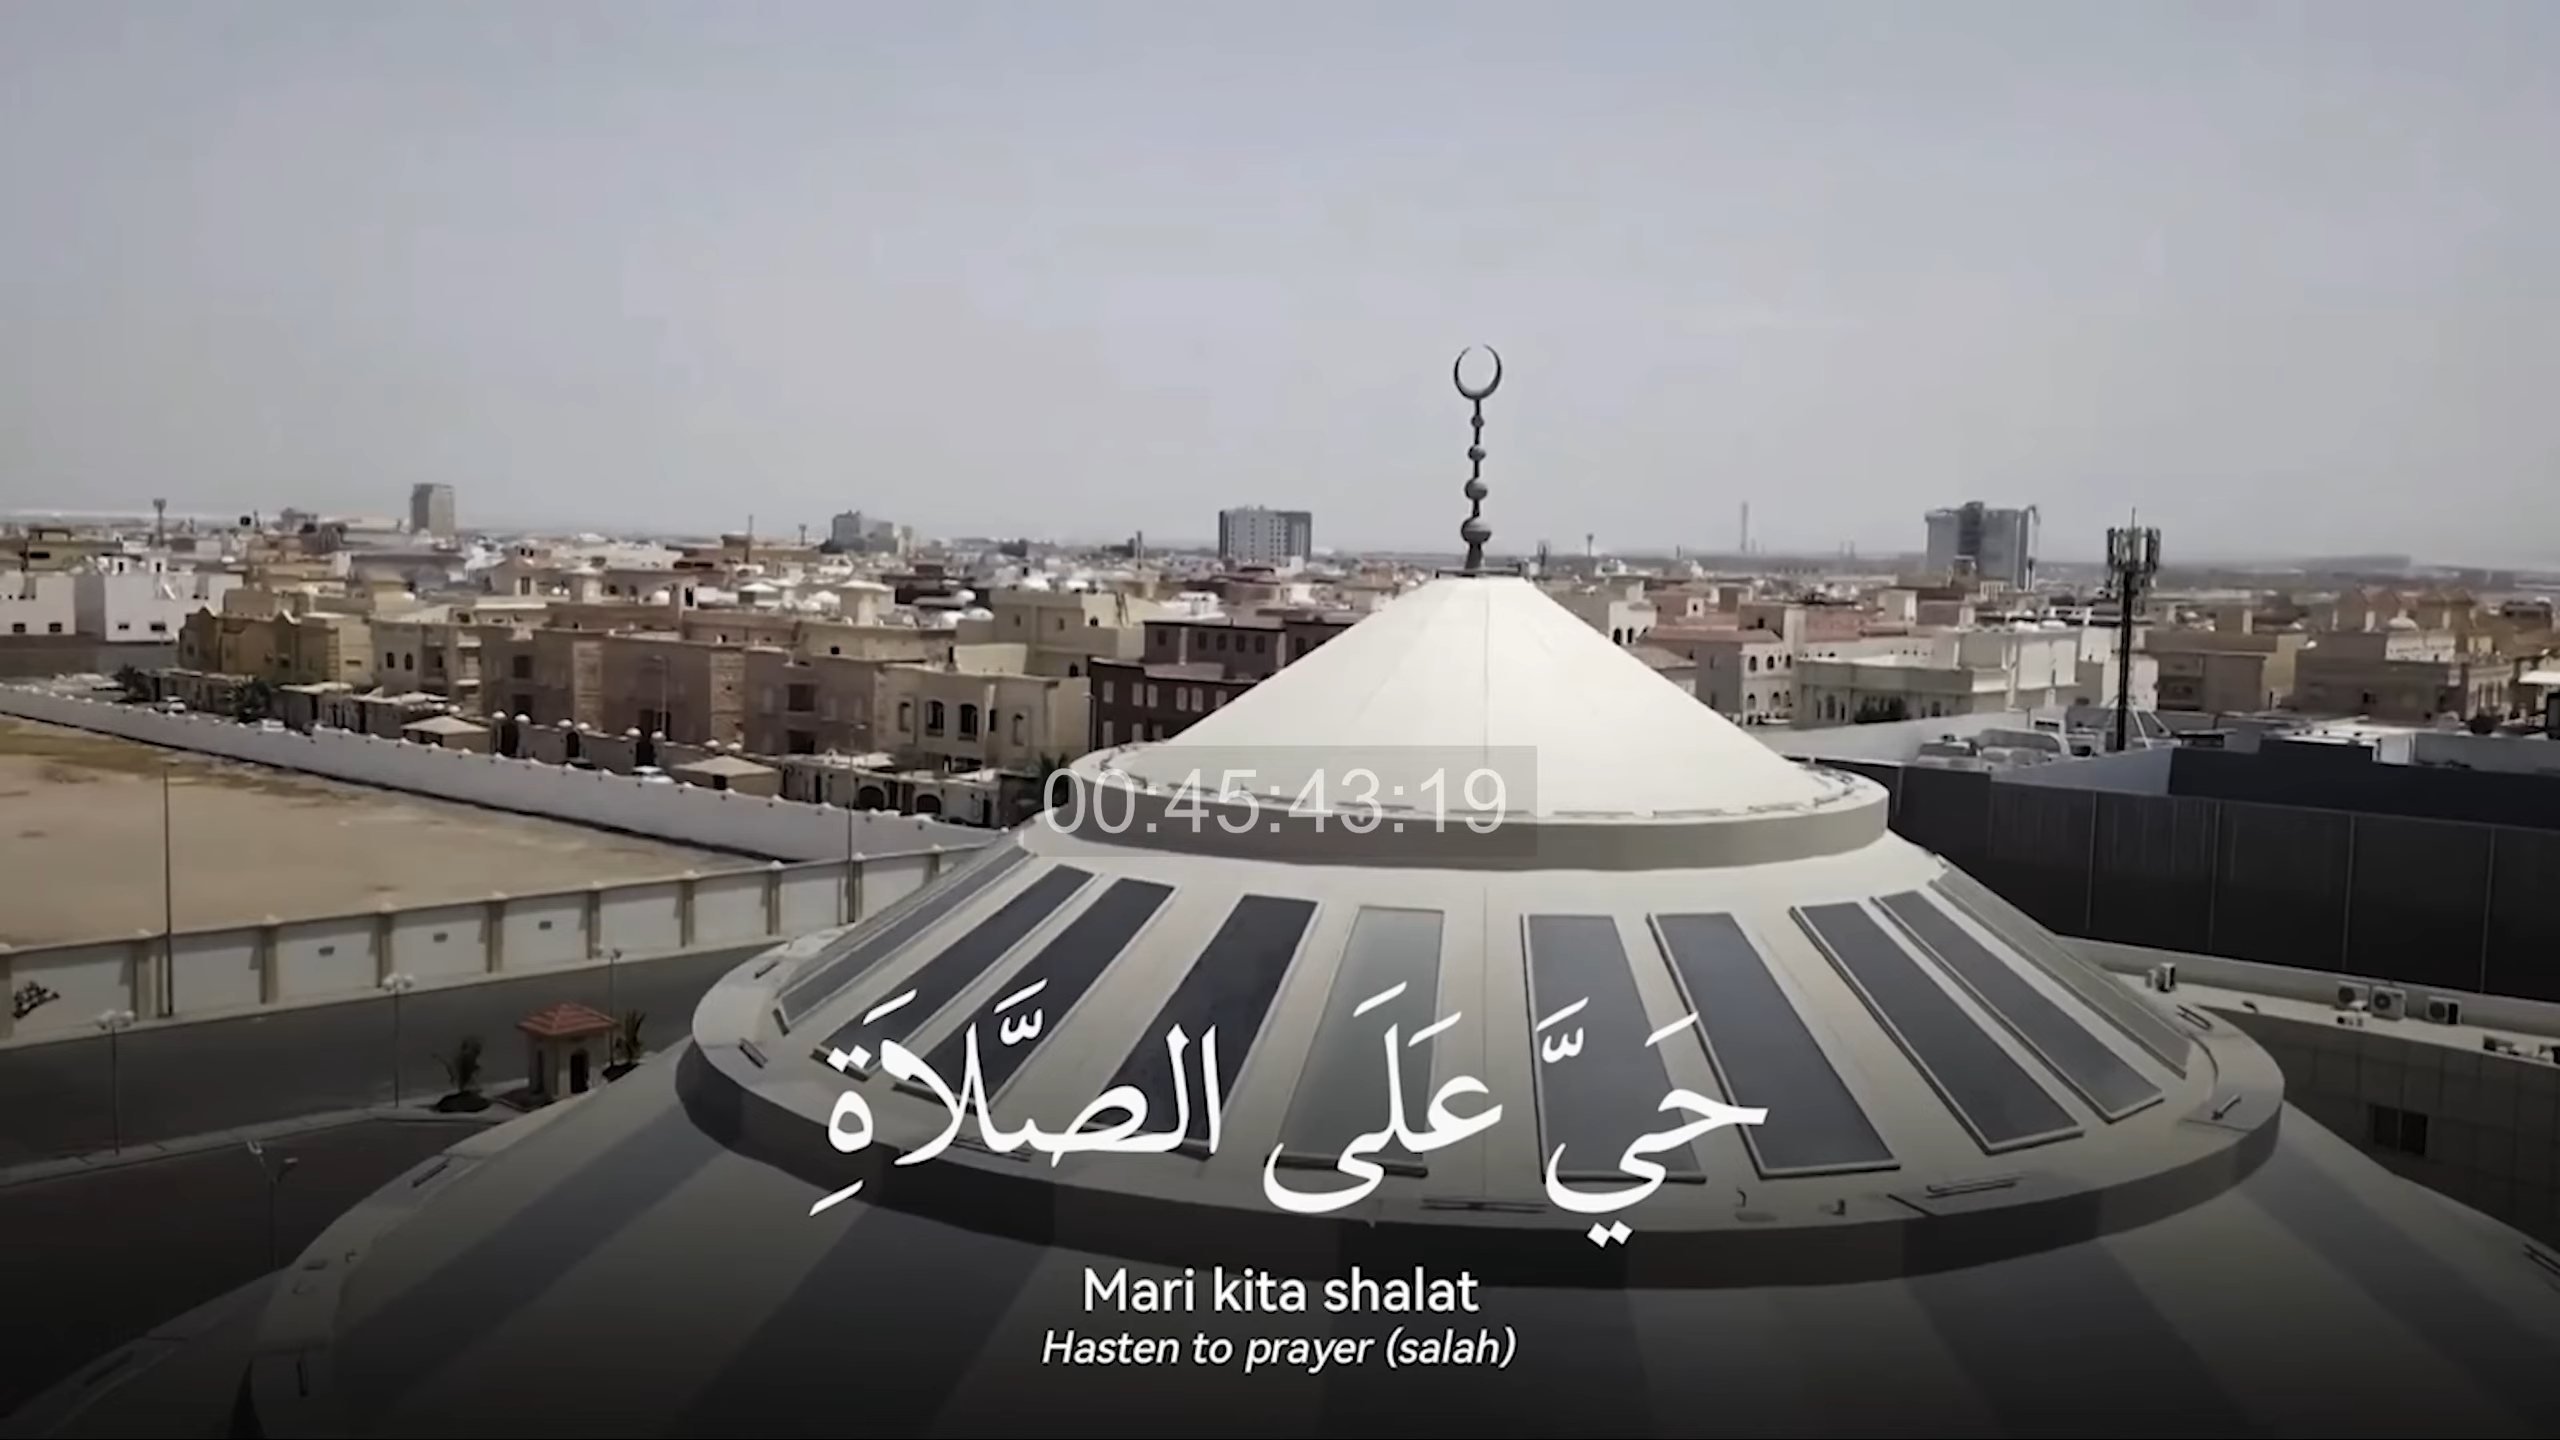 00:45:43:19
حَيَّ عَلَى الصَّلَاةِ
Mari kita shalat
Hasten to prayer (salah)